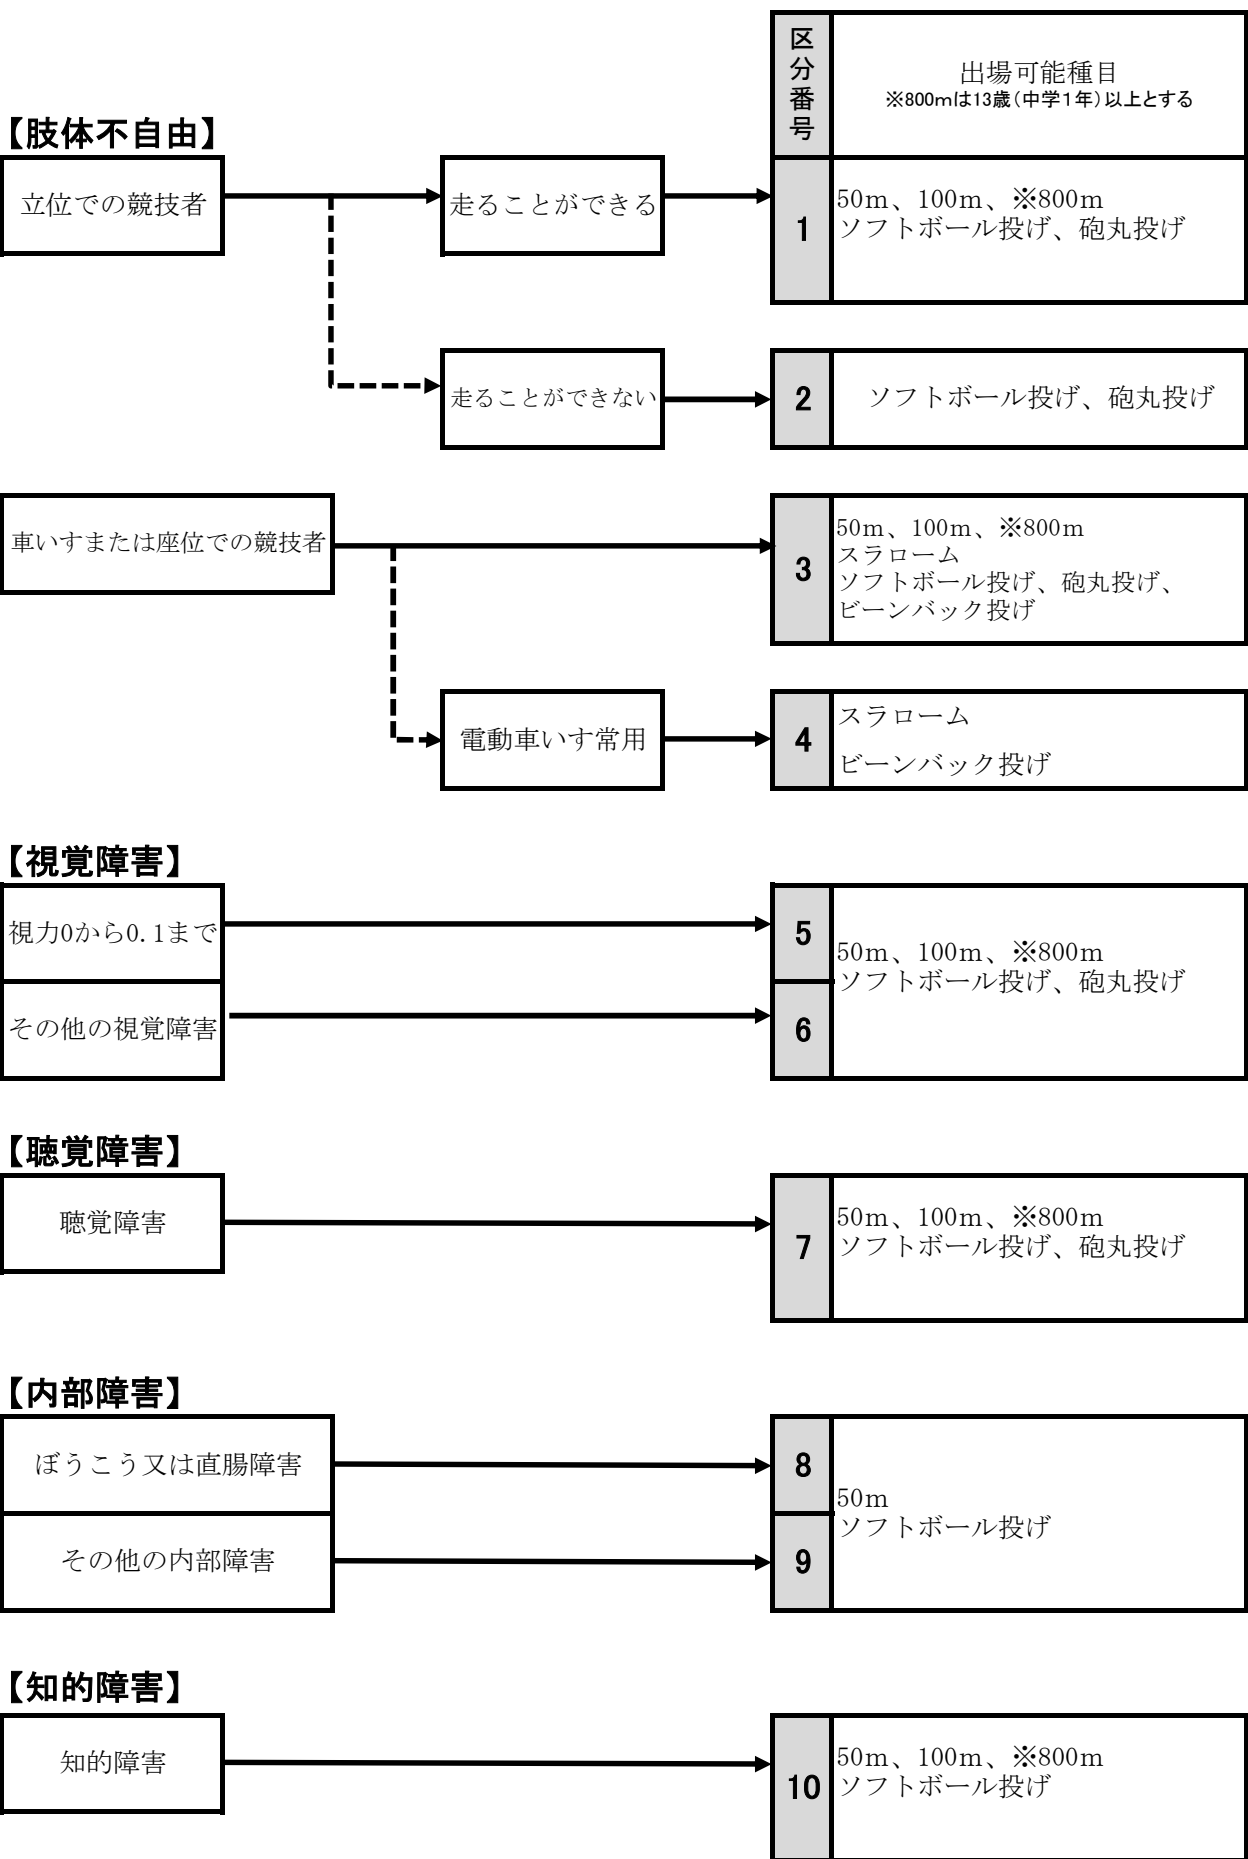 区分番号
出場可能種目
※800mは13歳(中学1年)以上とする
【肢体不自由】
立位での競技者
走ることができる
1
50m、100m、※800m
ソフトボール投げ、砲丸投げ
走ることができない
2
ソフトボール投げ、砲丸投げ
車いすまたは座位での競技者
3
50m、100m、※800m
スラローム
ソフトボール投げ、砲丸投げ、
ビーンバック投げ
電動車いす常用
4
スラローム
ビーンバック投げ
【視覚障害】
視力0から0.1まで
5
その他の視覚障害
6
50m、100m、※800m
ソフトボール投げ、砲丸投げ
【聴覚障害】
聴覚障害
7
50m、100m、※800m
ソフトボール投げ、砲丸投げ
【内部障害】
ぼうこう又は直腸障害
8
その他の内部障害
9
50m
ソフトボール投げ
【知的障害】
知的障害
10
50m、100m、※800m
ソフトボール投げ